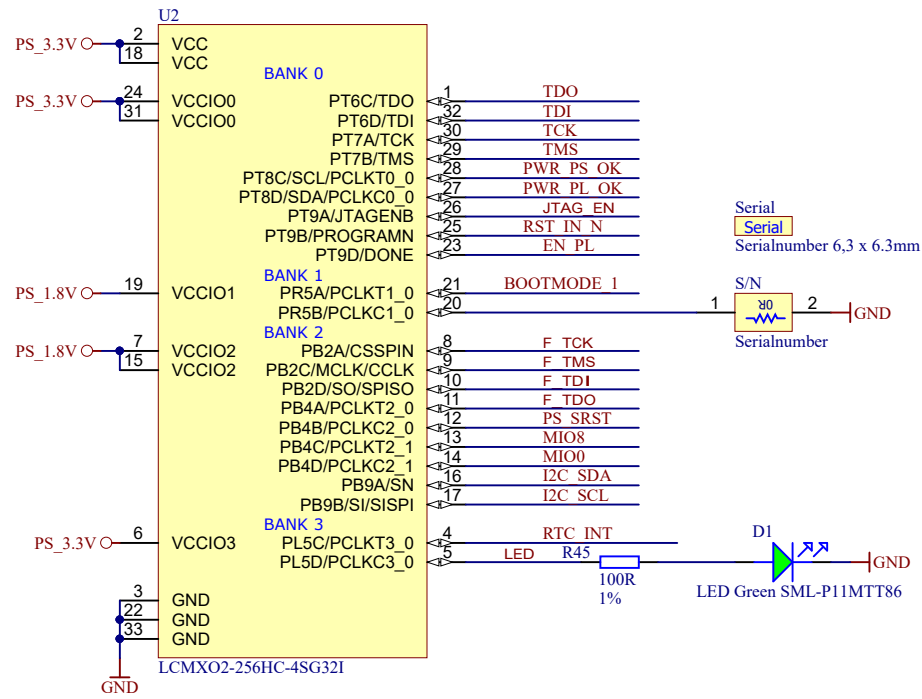 U2
PS_3.3V 2 VCC
18 VCC
BANK 0
PS_3.3V 24 VCCIO0 PT6C/TDO 1 TDO
31 VCCIO0 PT6D/TDI 32 TDI
PT7A/TCK 30 TCK
PT7B/TMS 29 TMS
PT8C/SCL/PCLKT0_0 28 PWR_PS_OK
PT8D/SDA/PCLKC0_0 27 PWR_PL_OK
PT9A/JTAGENB 26 JTAG_EN
PT9B/PROGRAMN 25 RST_IN_N
PT9D/DONE 23 EN_PL
Serial
Serial
Serialnumber 6,3 x 6.3mm
BANK 1
PS_1.8V 19 VCCIO1 PR5A/PCLKT1_0 21 BOOTMODE_1
PR5B/PCLKC1_0 20
S/N
1 0R 2 GND
Serialnumber
BANK 2
PS_1.8V 7 VCCIO2 PB2A/CSSPIN 8 F_TCK
15 VCCIO2 PB2C/MCLK/CCLK 9 F_TMS
PB2D/SO/SPISO 10 F_TDI
PB4A/PCLKT2_0 11 F_TDO
PB4B/PCLKC2_0 12 PS_SRST
PB4C/PCLKT2_1 13 MIO8
PB4D/PCLKC2_1 14 MIO0
PB9A/SN 16 I2C_SDA
PB9B/SI/SISPI 17 I2C_SCL
BANK 3
PS_3.3V 6 VCCIO3 PL5C/PCLKT3_0 4 RTC_INT
PL5D/PCLKC3_0 5 LED R45
100R
1%
D1
GND
LED Green SML-P11MTT86
3 GND
22 GND
33 GND
LCMXO2-256HC-4SG32I
GND